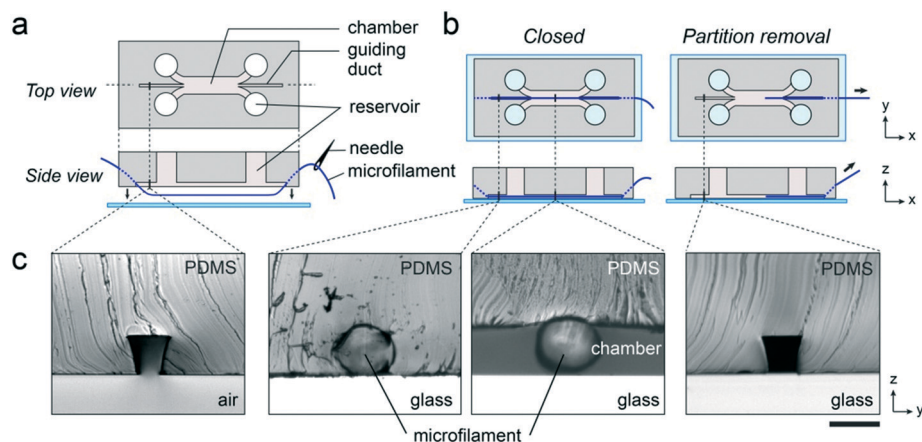 a
chamber
guiding
duct
Top view
reservoir
needle
microfilament
Side view
b
Closed
Partition removal
y
x
z
x
c
PDMS
air
PDMS
glass
PDMS
chamber
glass
PDMS
glass
microfilament
z
y